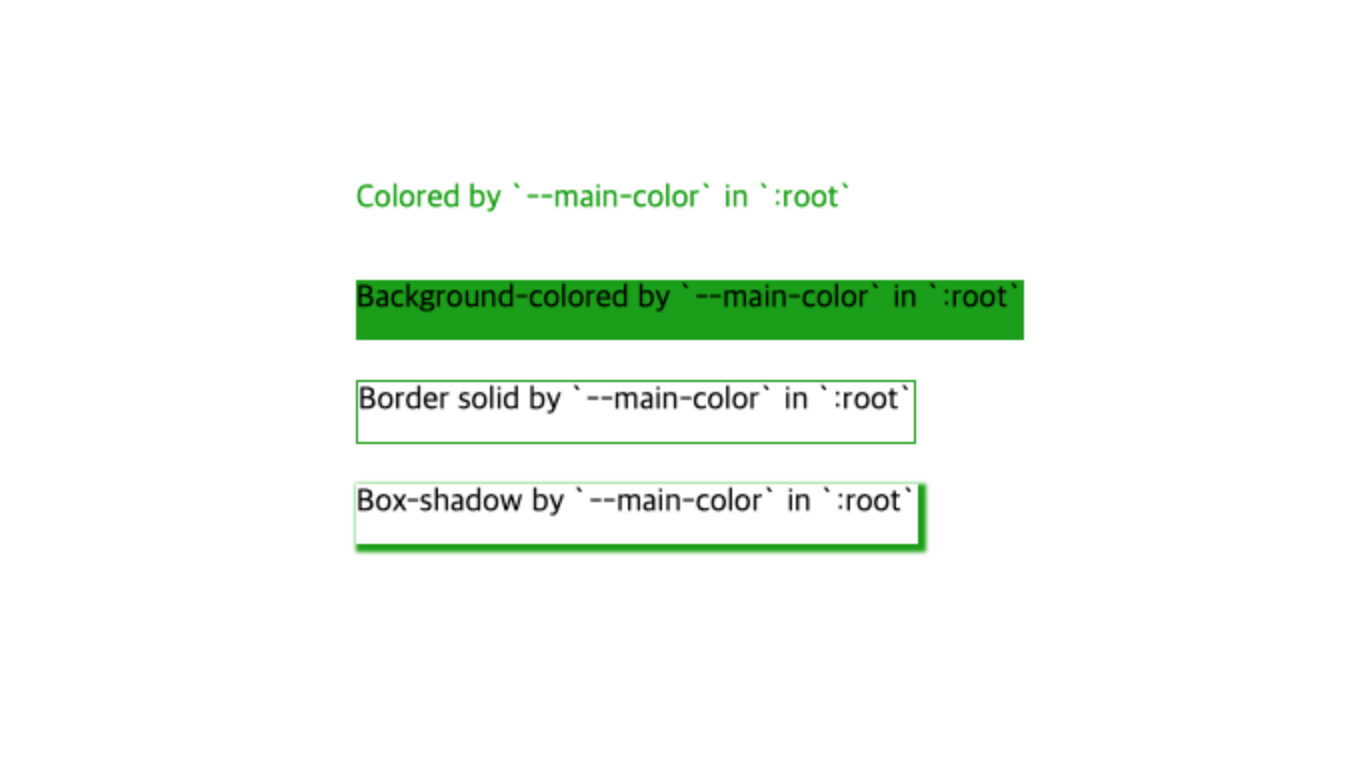 Colored by `--main-color` in `:root`
Background-colored by `--main-color` in `:root`
Border solid by `--main-color` in `:root`
Box-shadow by `--main-color` in `:root`